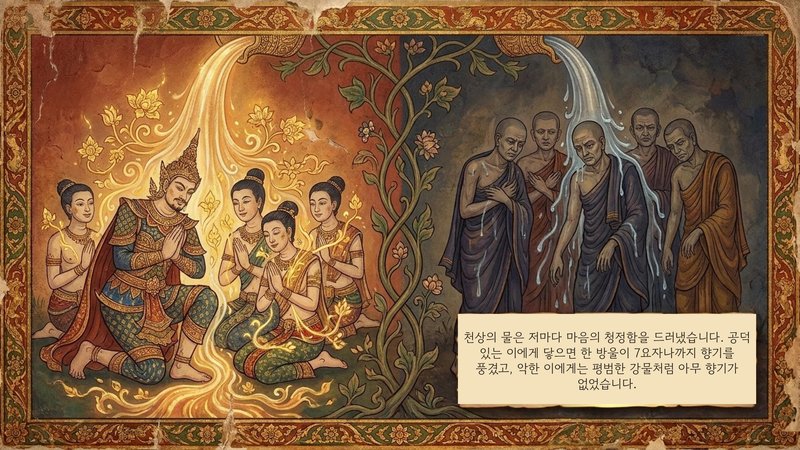 천상의 물은 저마다 마음의 청정함을 드러냈습니다. 공덕
있는 이에게 닿으면 한 방울이 7요자나까지 향기를
풍겼고, 악한 이에게는 평범한 강물처럼 아무 향기가
없었습니다.